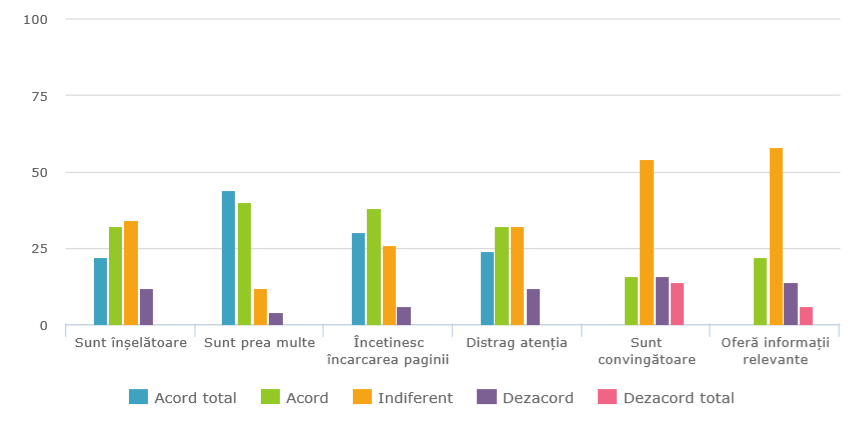 100
75
50
25
0
Sunt înșelătoare
Sunt prea multe
Încetinesc
încarcarea paginii
Distrag atenția
Sunt
convingătoare
Oferă informații
relevante
Acord total
Acord
Indiferent
Dezacord
Dezacord total